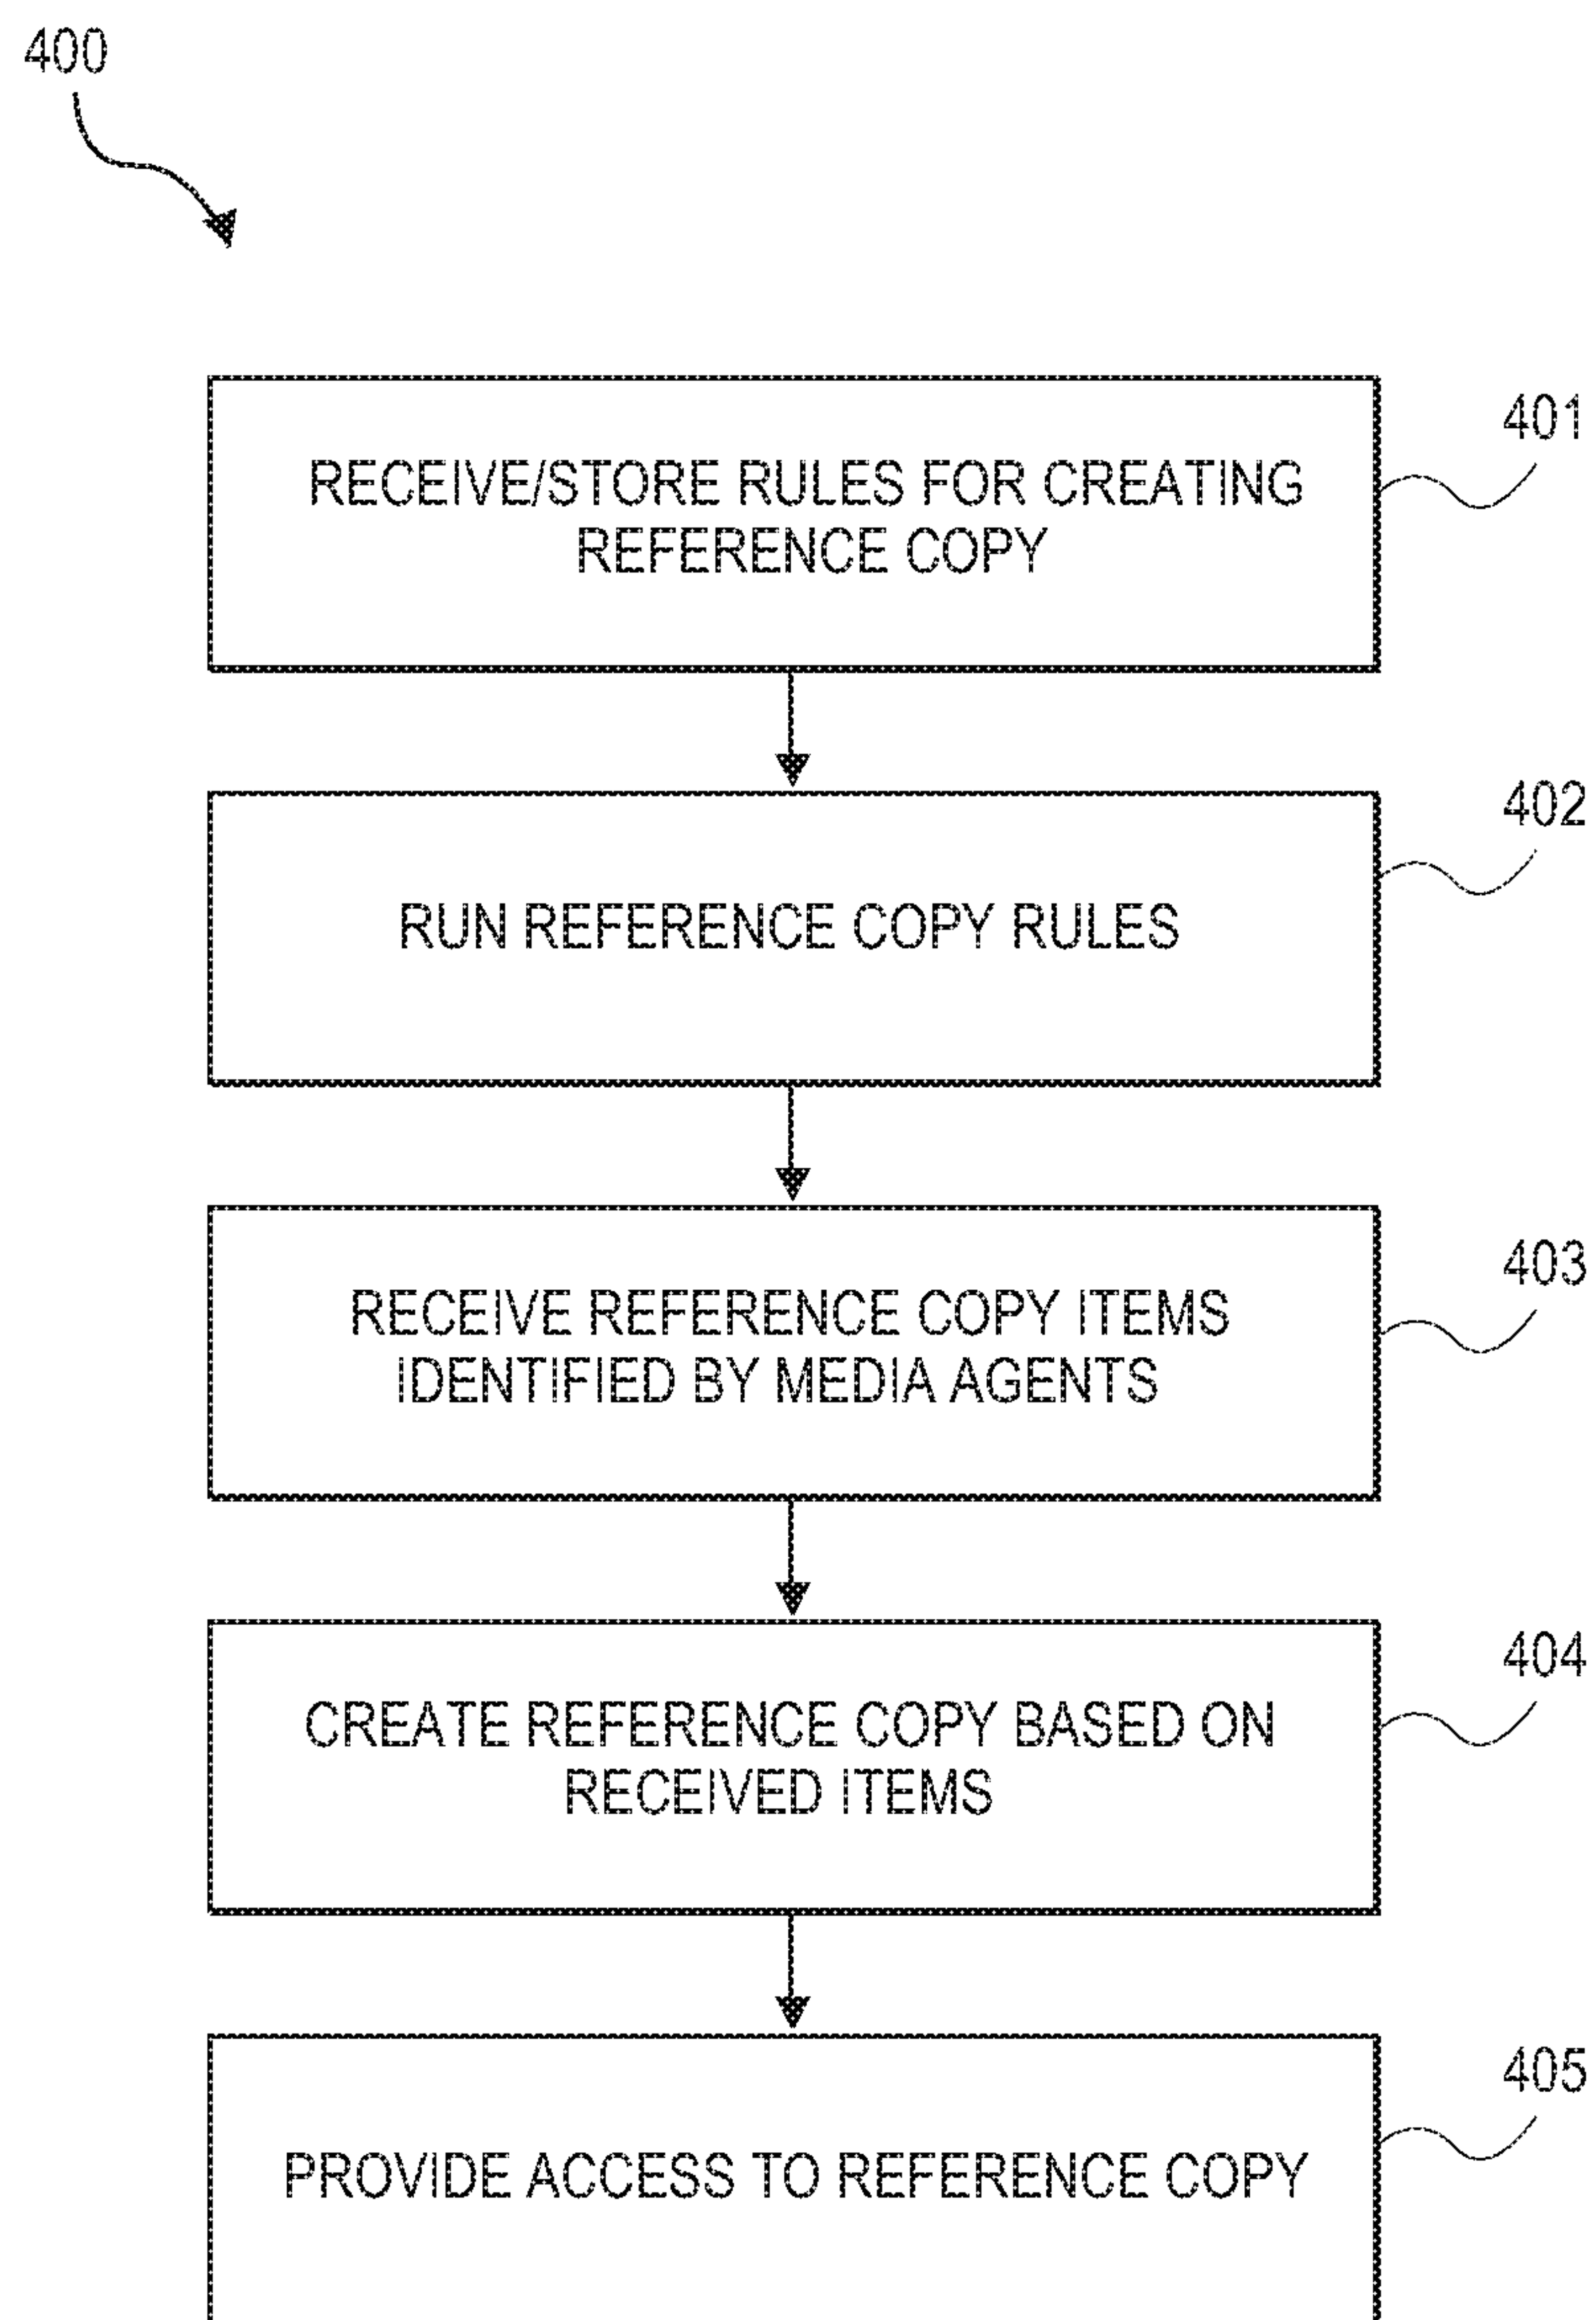 400
401
RECEIVE/STORE RULES FOR CREATING
REFERENCE COPY
402
RUN REFERENCE COPY RULES
403
RECEIVE REFERENCE COPY ITEMS
IDENTIFIED BY MEDIA AGENTS
404
CREATE REFERENCE COPY BASED ON
RECEIVED ITEMS
405
PROVIDE ACCESS TO REFERENCE COPY